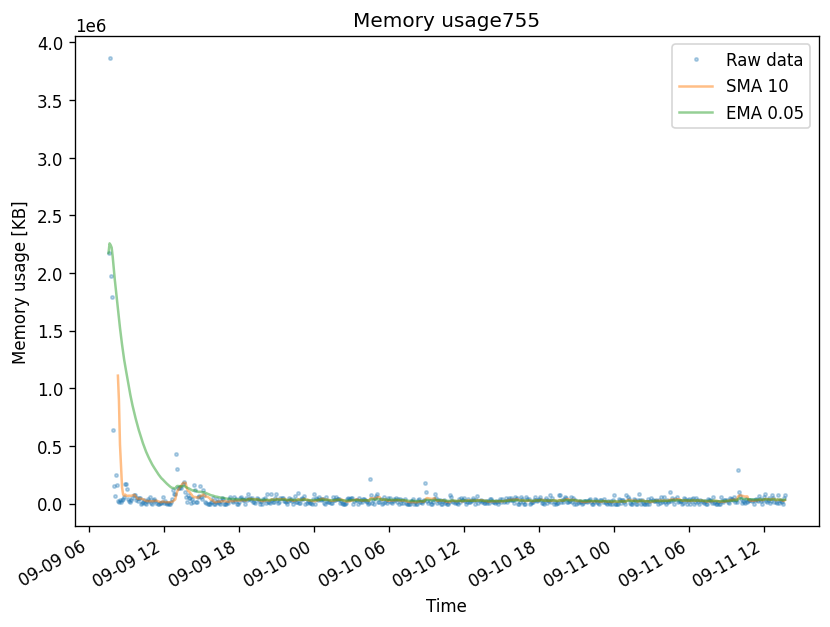 Memory usage755
1e6
4.0
3.5
3.0
2.5
2.0
1.5
1.0
0.5
0.0
Memory usage [KB]
Raw data
SMA 10
EMA 0.05
09-09 06
09-09 12
09-09 18
09-10 00
09-10 06
09-10 12
09-10 18
09-11 00
09-11 06
09-11 12
Time